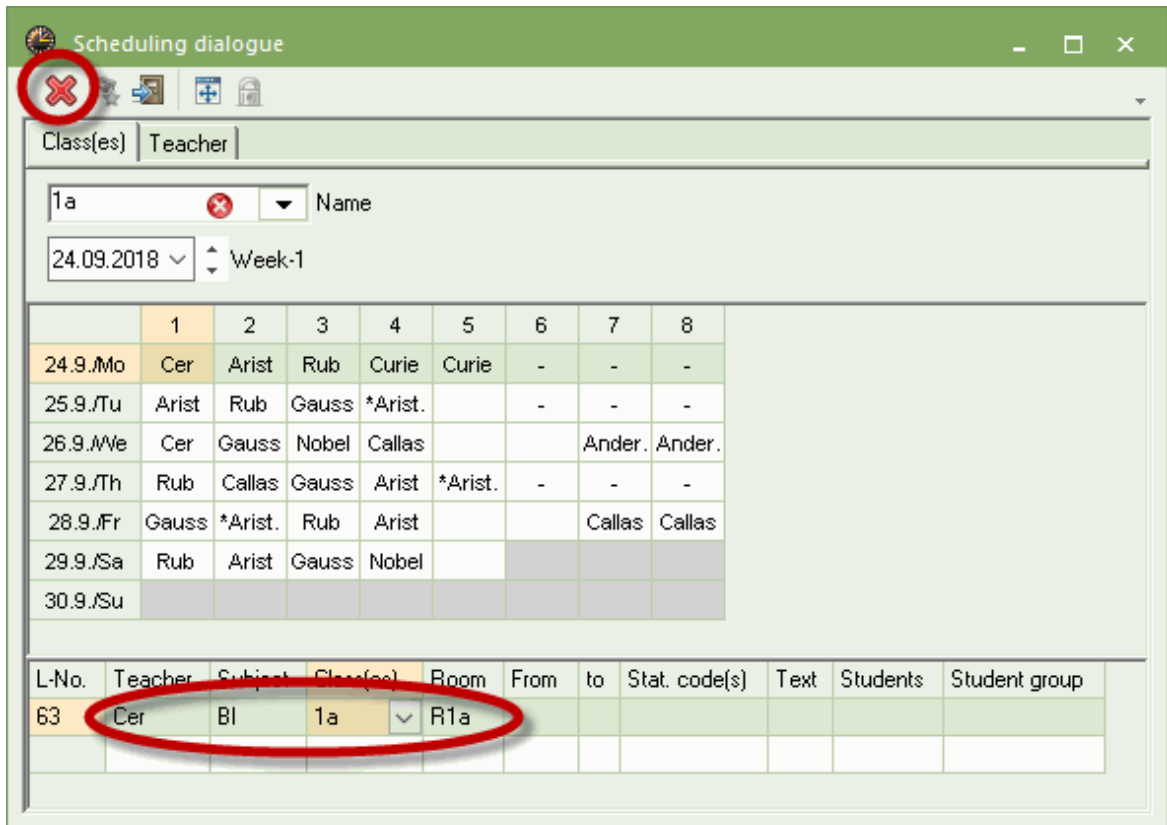 Scheduling dialogue
Class(es) Teacher
1a Name
24.09.2018 Week-1
1 2 3 4 5 6 7 8
24.9./Mo Cer Arist Rub Curie Curie - - -
25.9./Tu Arist Rub Gauss *Arist. - - -
26.9./We Cer Gauss Nobel Callas Ander. Ander.
27.9./Th Rub Callas Gauss Arist *Arist. - - -
28.9./Fr Gauss *Arist. Rub Arist Callas Callas
29.9./Sa Rub Arist Gauss Nobel
30.9./Su
L-No. Teacher Subject Class(es) Room From to Stat. code(s) Text Students Student group
63 Cer BI 1a R1a